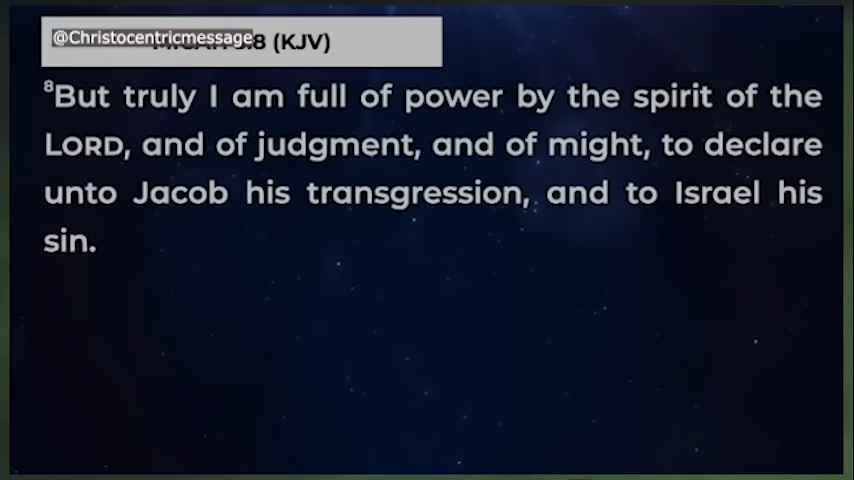 @Christocentricmessage
:8 (KJV)
8But truly I am full of power by the spirit of the
LORD, and of judgment, and of might, to declare
unto Jacob his transgression, and to Israel his
sin.